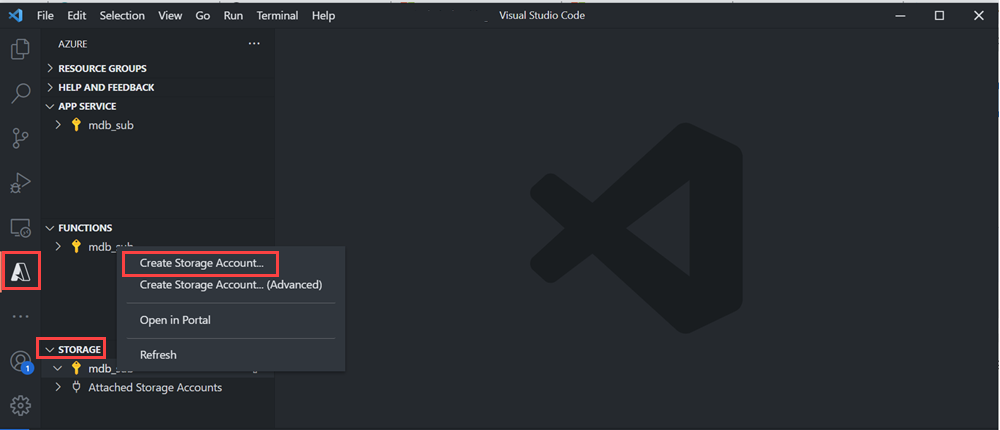 File Edit Selection View Go Run Terminal Help Visual Studio Code
AZURE
RESOURCE GROUPS
HELP AND FEEDBACK
APP SERVICE
mdb_sub
FUNCTIONS
mdb_sub
Create Storage Account...
Create Storage Account... (Advanced)
Open in Portal
Refresh
STORAGE
mdb_sub
Attached Storage Accounts
1